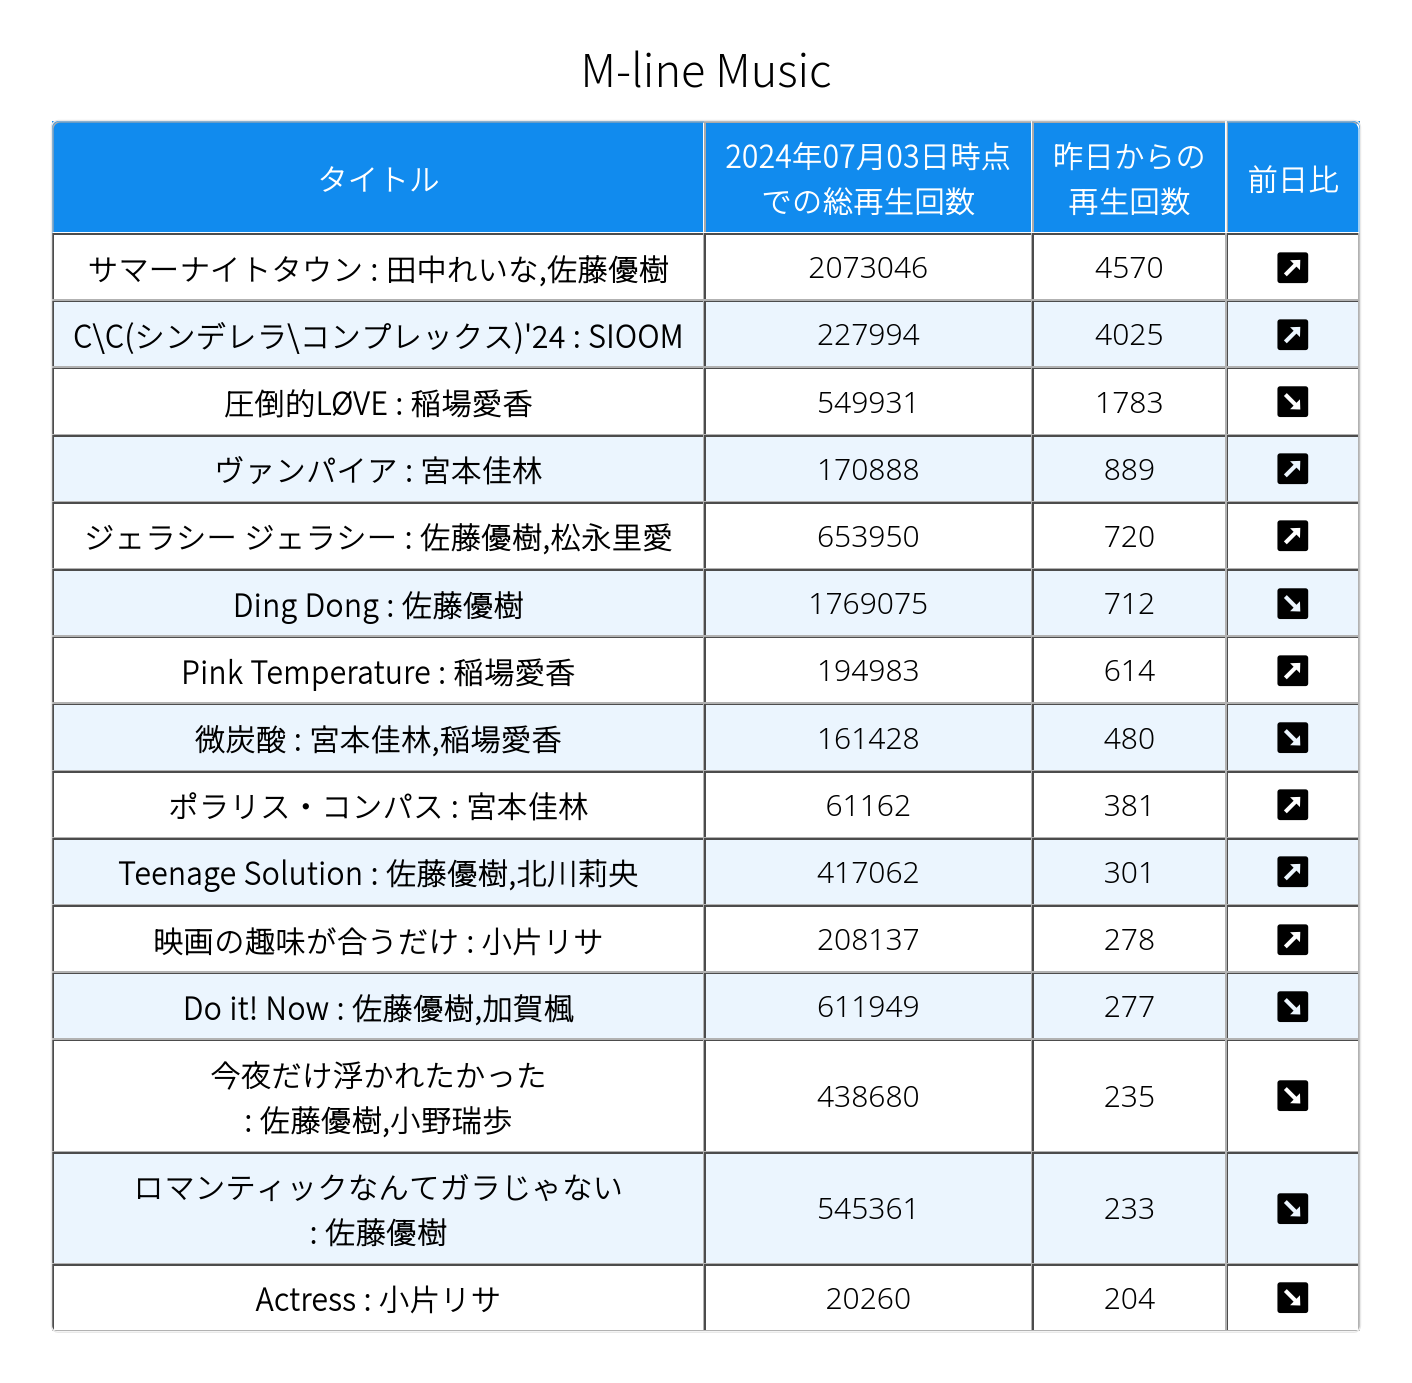 M-line Music
タイトル
2024年07月03日時点
での総再生回数
昨日からの
再生回数
前日比
サマーナイトタウン : 田中れいな,佐藤優樹 2073046 4570
C\C(シンデレラ\コンプレックス)'24 : SIOOM 227994 4025
圧倒的LØVE : 稲場愛香 549931 1783
ヴァンパイア : 宮本佳林 170888 889
ジェラシー ジェラシー : 佐藤優樹,松永里愛 653950 720
Ding Dong : 佐藤優樹 1769075 712
Pink Temperature : 稲場愛香 194983 614
微炭酸 : 宮本佳林,稲場愛香 161428 480
ポラリス・コンパス : 宮本佳林 61162 381
Teenage Solution : 佐藤優樹,北川莉央 417062 301
映画の趣味が合うだけ : 小片リサ 208137 278
Do it! Now : 佐藤優樹,加賀楓 611949 277
今夜だけ浮かれたかった
: 佐藤優樹,小野瑞歩 438680 235
ロマンティックなんてガラじゃない
: 佐藤優樹 545361 233
Actress : 小片リサ 20260 204